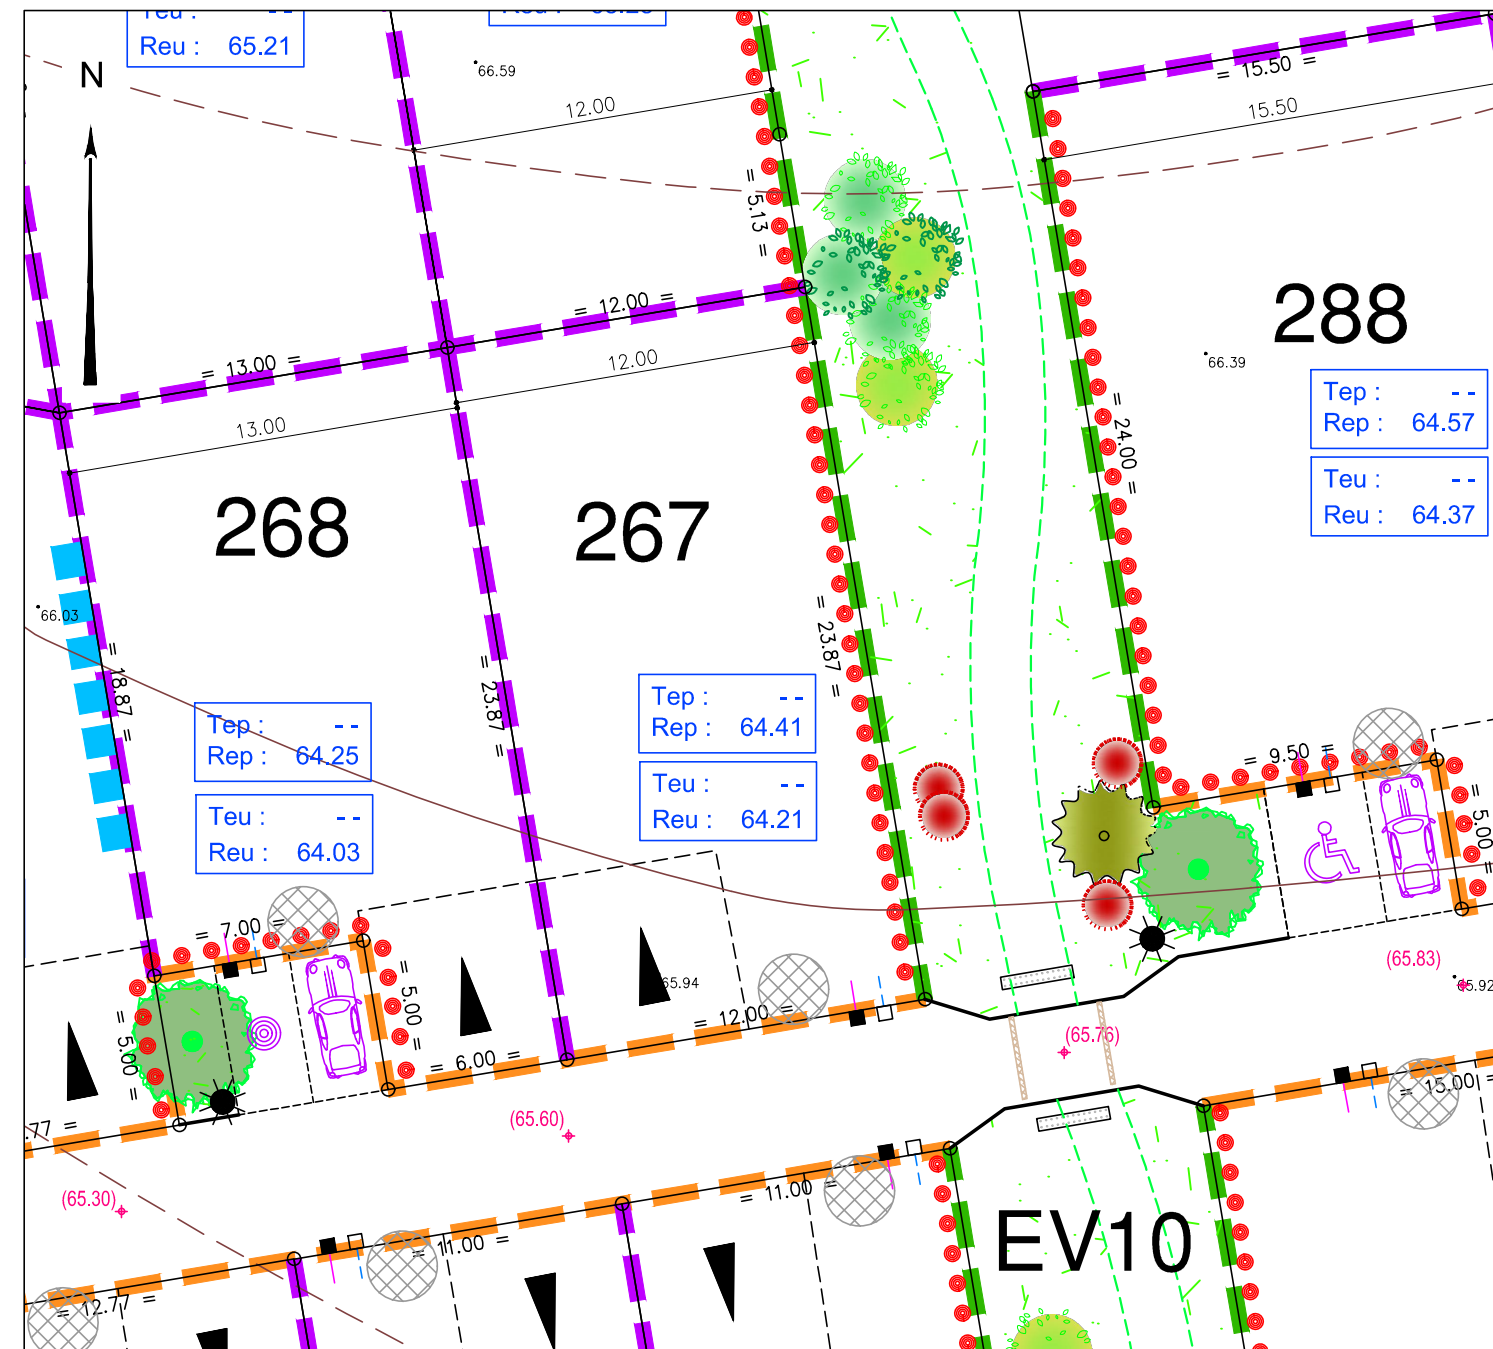 Reu : 65.21
N
66.59
12.00
= 15.50 =
15.50
= 5.13 =
= 12.00 =
288
= 13.00 =
12.00
66.39
13.00
Tep : --
Rep : 64.57
= 24.00 =
Teu : --
Reu : 64.37
268
267
66.03
= 18.87 =
= 23.87 =
= 23.87 =
Tep : --
Rep : 64.41
Tep : --
Rep : 64.25
Teu : --
Reu : 64.21
Teu : --
Reu : 64.03
= 9.50 =
= 5.00 =
= 7.00 =
(65.83)
65.94
65.92
= 5.00 =
= 12.00 =
= 5.00 =
= 6.00 =
(65.76)
= 15.00 =
(65.60)
.77 =
(65.30)
= 11.00 =
EV10
= 11.00 =
= 12.77 =